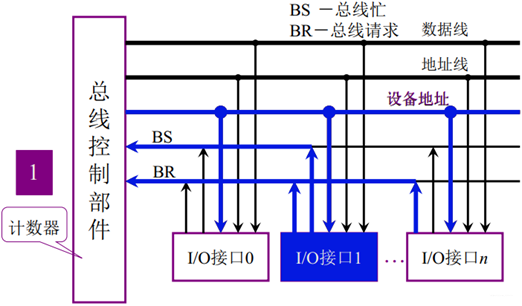 BS －总线忙
BR－总线请求
数据线
地址线
设备地址
BS
BR
总线控制部件
1
计数器
I/O接口0
I/O接口1
…
I/O接口n